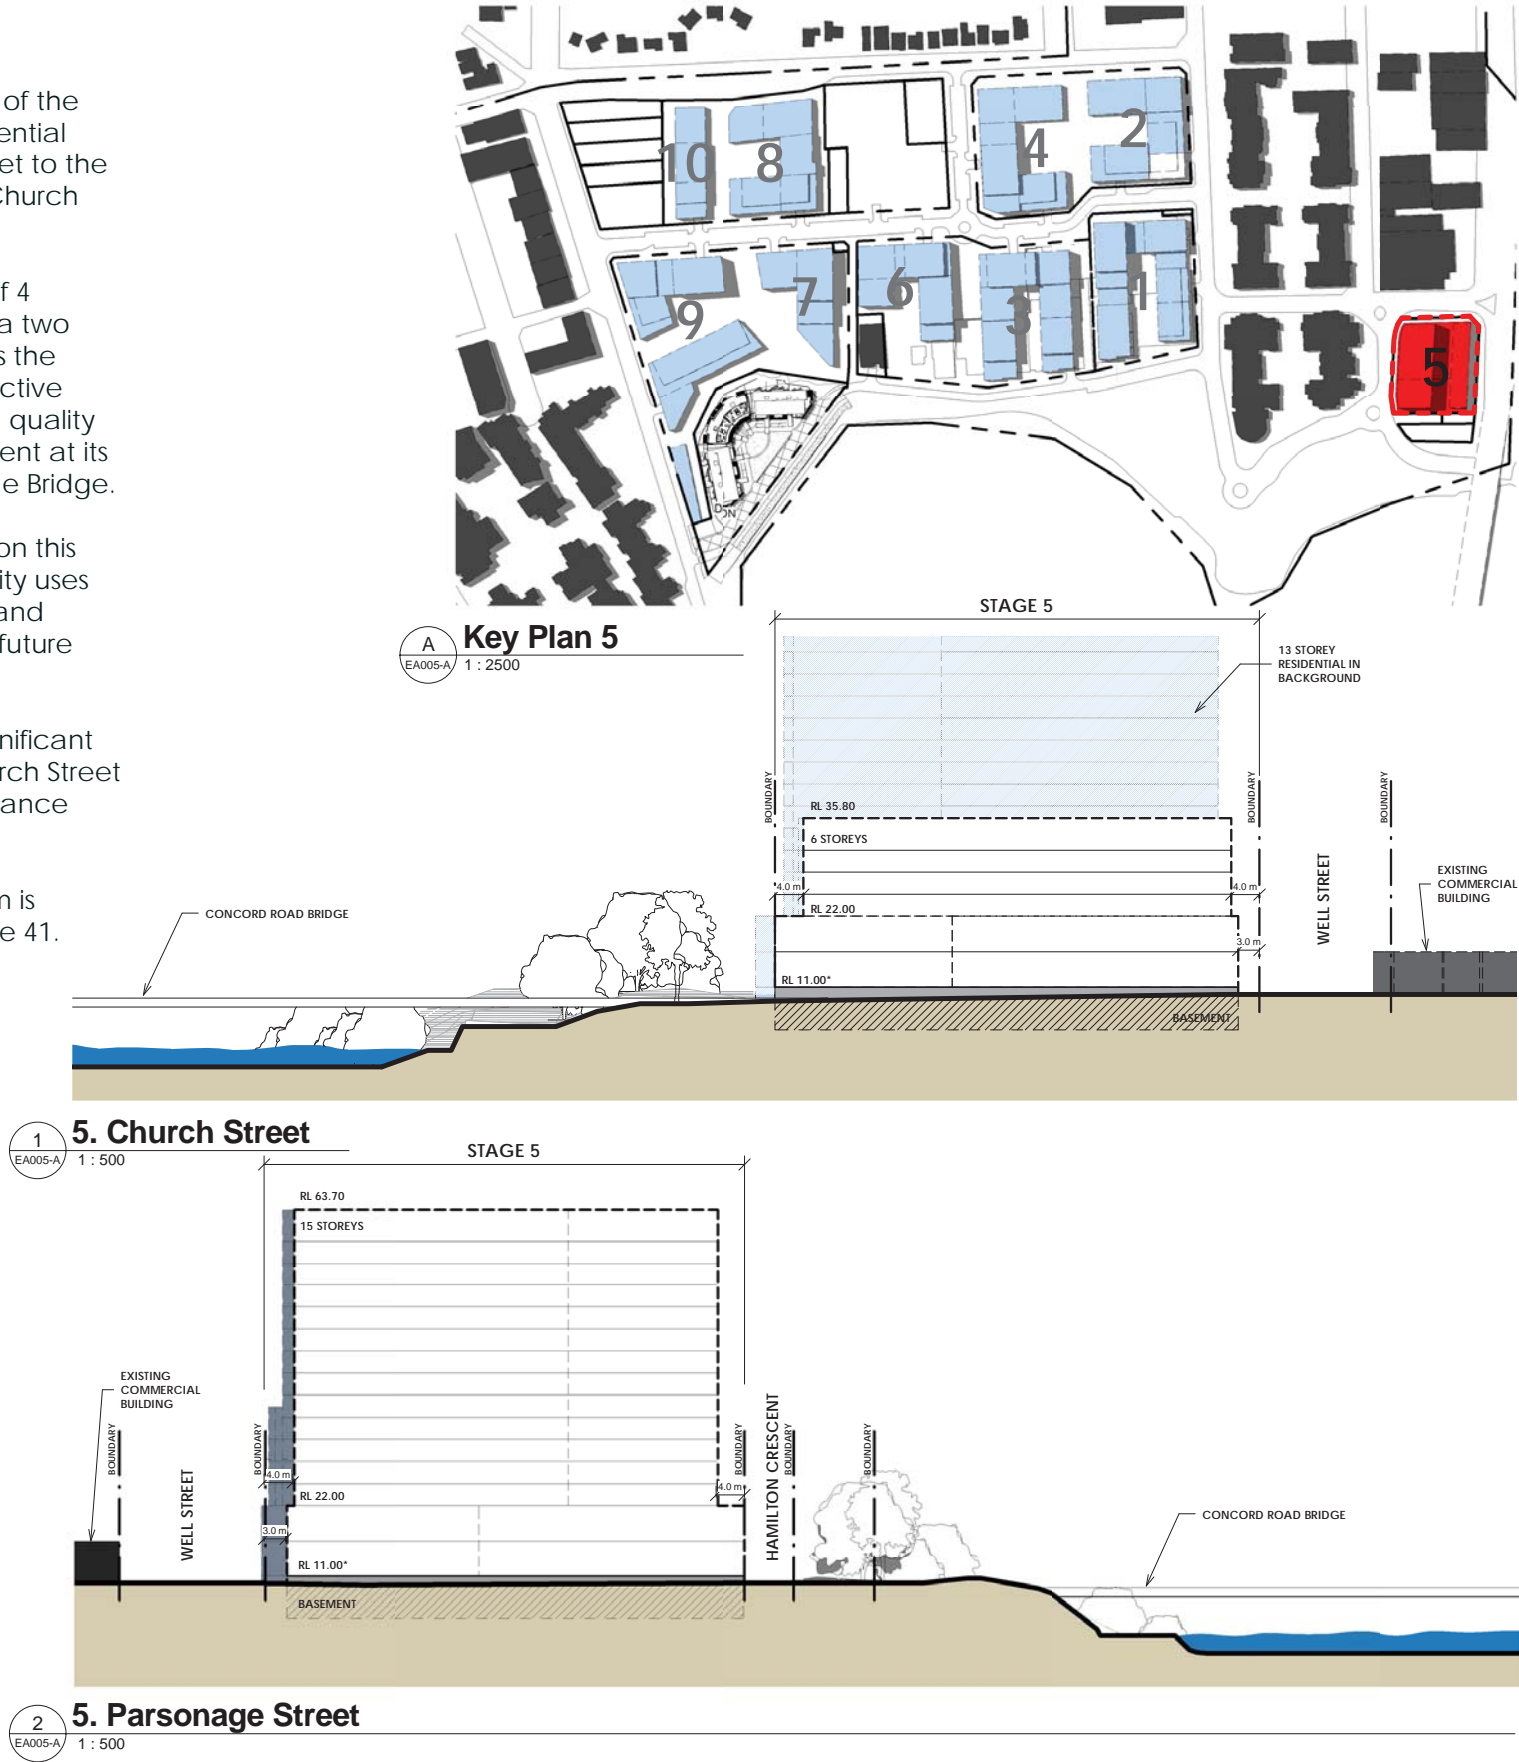 of the
ential
et to the
Church
f 4
a two
s the
ctive
quality
ent at its
e Bridge.
on this
ity uses
and
future
nificant
rch Street
ance
n is
e 41.
10
8
4
2
9
7
6
3
1
5
A
EA005-A
Key Plan 5
1 : 2500
STAGE 5
13 STOREY
RESIDENTIAL IN
BACKGROUND
BOUNDARY
BOUNDARY
BOUNDARY
RL 35.80
6 STOREYS
4.0 m
4.0 m
RL 22.00
3.0 m
RL 11.00*
BASEMENT
WELL STREET
EXISTING
COMMERCIAL
BUILDING
CONCORD ROAD BRIDGE
1
EA005-A
5. Church Street
1 : 500
STAGE 5
RL 63.70
15 STOREYS
EXISTING
COMMERCIAL
BUILDING
BOUNDARY
WELL STREET
BOUNDARY
4.0 m
RL 22.00
3.0 m
RL 11.00*
BASEMENT
4.0 m
BOUNDARY
HAMILTON CRESCENT
BOUNDARY
BOUNDARY
CONCORD ROAD BRIDGE
2
EA005-A
5. Parsonage Street
1 : 500